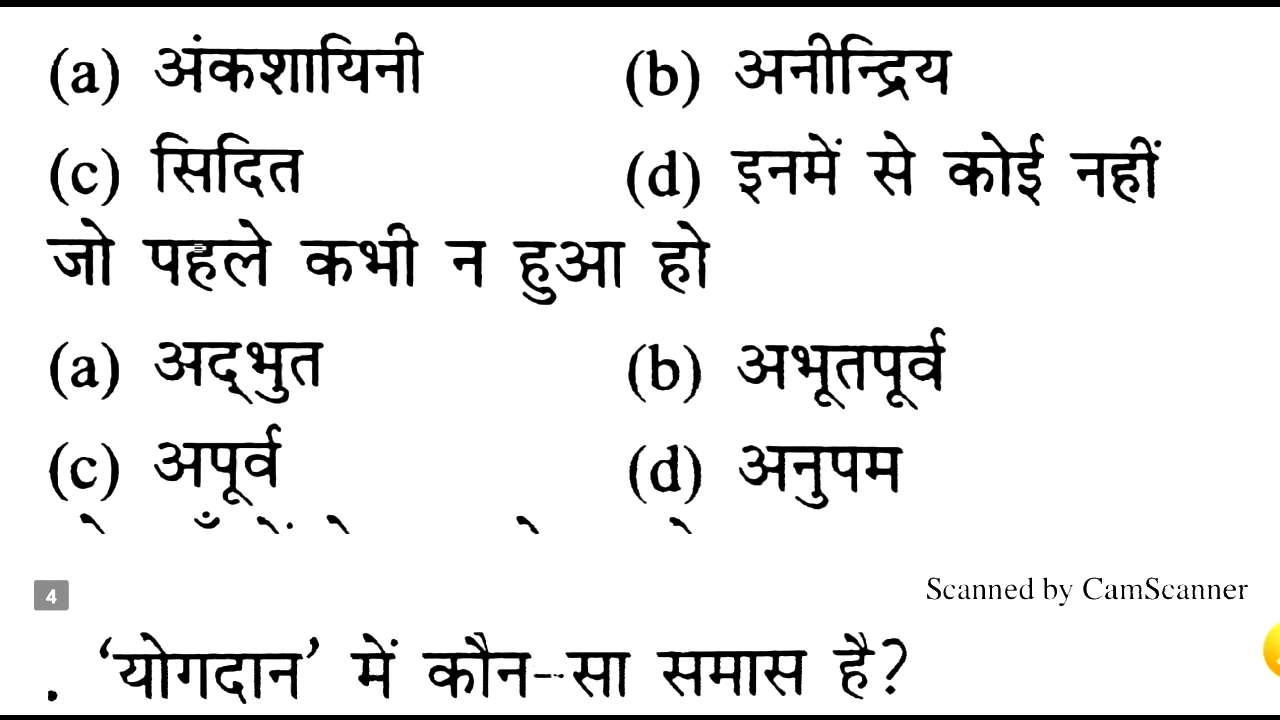 (a) अंकशायिनी (b) अनीन्द्रिय
(c) सिदित (d) इनमें से कोई नहीं
जो पहले कभी न हुआ हो
(a) अद्‌भुत (b) अभूतपूर्व
(c) अपूर्व (d) अनुपम
4 Scanned by CamScanner
. ‘योगदान’ में कौन--सा समास है?